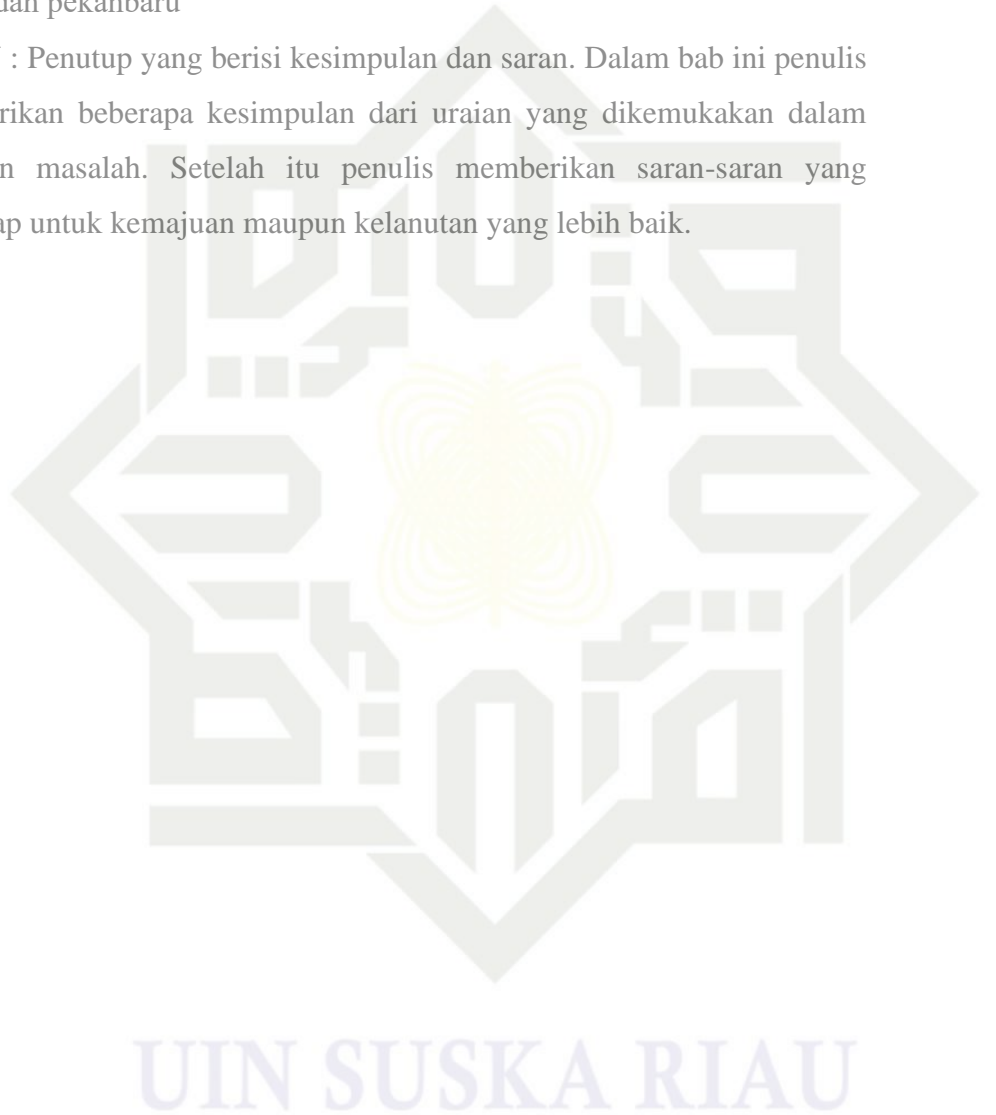 pekanbaru
: Penutup yang berisi kesimpulan dan saran. Dalam bab ini penulis
rikan beberapa kesimpulan dari uraian yang dikemukakan dalam
n masalah. Setelah itu penulis memberikan saran-saran yang
ap untuk kemajuan maupun kelanutan yang lebih baik.
UIN SUSKA RIAU